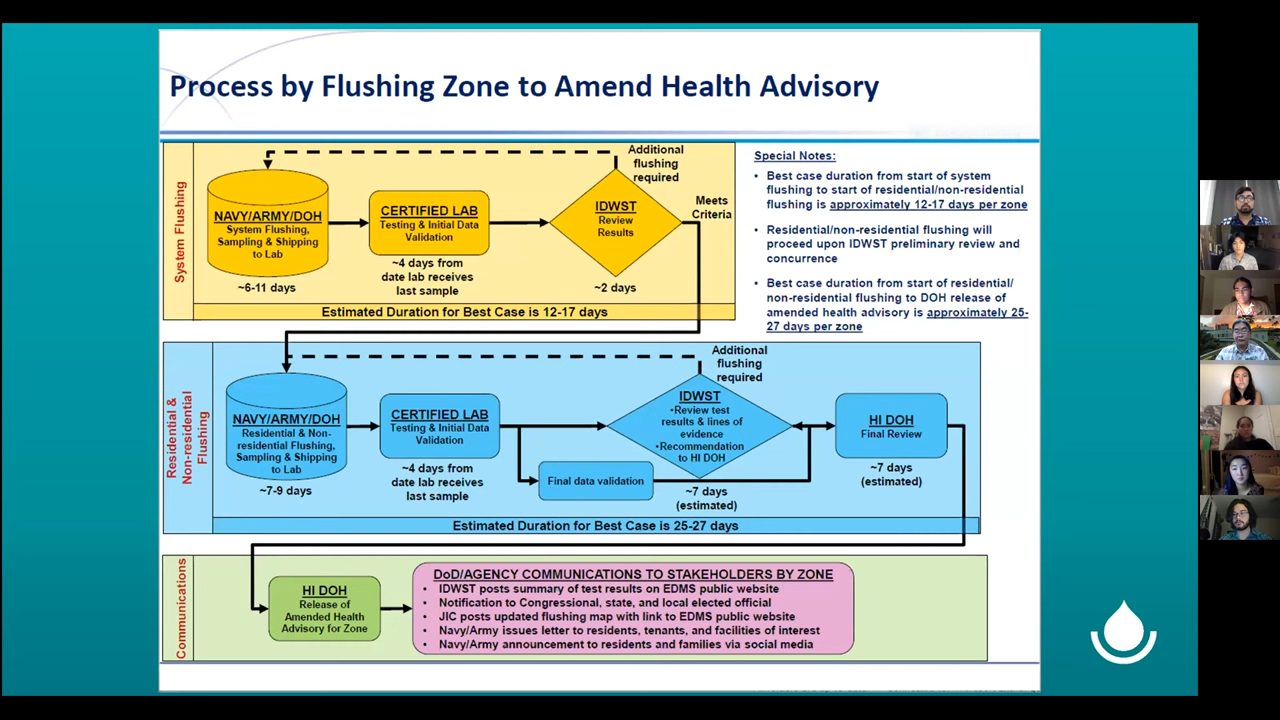 Process by Flushing Zone to Amend Health Advisory
System Flushing
NAVY/ARMY/DOH
System Flushing,
Sampling & Shipping
to Lab
~6-11 days
CERTIFIED LAB
Testing & Initial Data
Validation
~4 days from
date lab receives
last sample
IDWST
Review
Results
~2 days
Additional
flushing
required
Meets
Criteria
Estimated Duration for Best Case is 12-17 days
Special Notes:
• Best case duration from start of system
flushing to start of residential/non-residential
flushing is approximately 12-17 days per zone
• Residential/non-residential flushing will
proceed upon IDWST preliminary review and
concurrence
• Best case duration from start of residential/
non-residential flushing to DOH release of
amended health advisory is approximately 25-
27 days per zone
Residential &
Non-residential
Flushing
NAVY/ARMY/DOH
Residential & Non-
residential Flushing,
Sampling & Shipping
to Lab
~7-9 days
CERTIFIED LAB
Testing & Initial Data
Validation
~4 days from
date lab receives
last sample
Final data validation
Additional
flushing
required
IDWST
•Review test
results & lines of
evidence
•Recommendation
to HI DOH
~7 days
(estimated)
HI DOH
Final Review
~7 days
(estimated)
Estimated Duration for Best Case is 25-27 days
Communications
HI DOH
Release of
Amended Health
Advisory for Zone
DoD/AGENCY COMMUNICATIONS TO STAKEHOLDERS BY ZONE
• IDWST posts summary of test results on EDMS public website
• Notification to Congressional, state, and local elected official
• JIC posts updated flushing map with link to EDMS public website
• Navy/Army issues letter to residents, tenants, and facilities of interest
• Navy/Army announcement to residents and families via social media